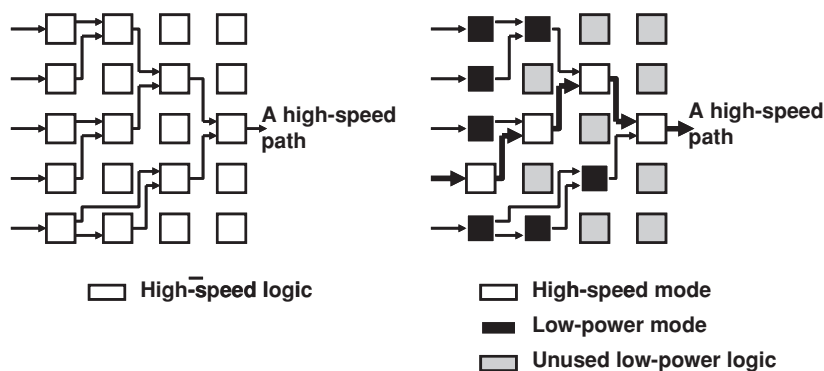 A high-speed
path
High-speed logic
A high-speed
path
High-speed mode
Low-power mode
Unused low-power logic